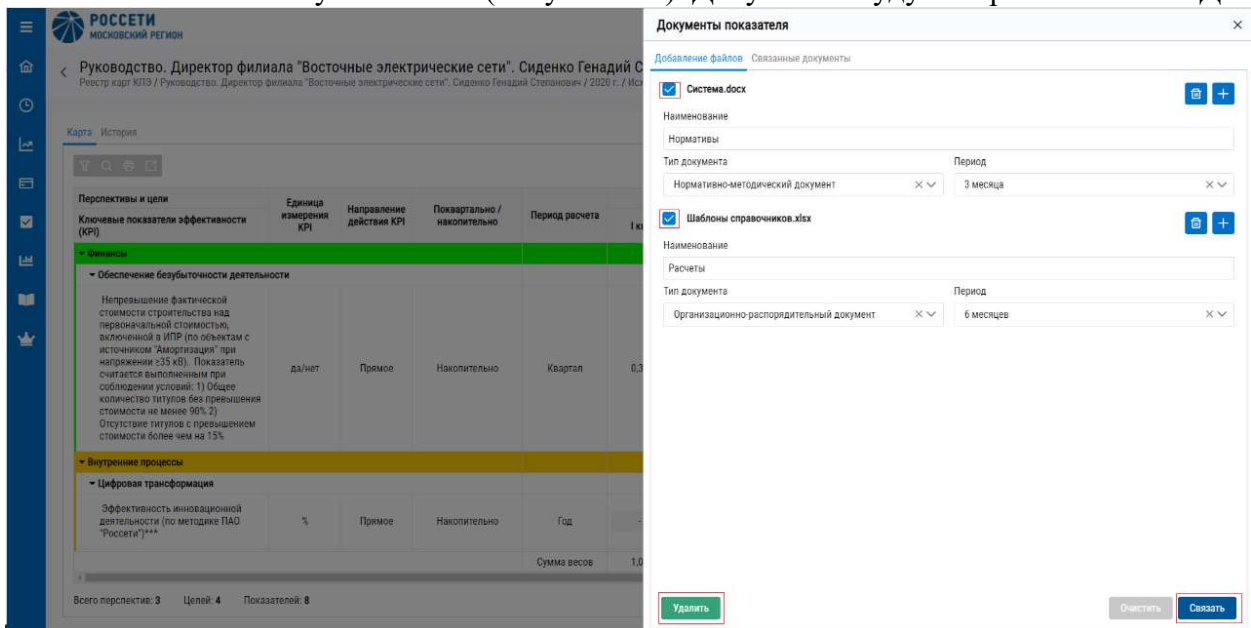 РОССЕТИ
МОСКОВСКИЙ РЕГИОН
Руководство. Директор филиала "Восточные электрические сети". Сиденко Генадий С
Реестр карт КПЭ / Руководство. Директор филиала "Восточные электрические сети". Сиденко Генадий Степанович / 2020 г. / Исх
Карта История
Перспективы и цели
Ключевые показатели эффективности (KPI)
Единица измерения KPI
Направление действия KPI
Поквартально / накопительно
Период расчета
I кв
Финансы
Обеспечение безубыточности деятельности
Непревышение фактической
стоимости строительства над
первоначальной стоимостью,
включенной в ИПР (по объектам с
источником "Амортизация" при
напряжении ≥35 кВ). Показатель
считается выполненным при
соблюдении условий: 1) Общее
количество титулов без превышения
стоимости не менее 90% 2)
Отсутствие титулов с превышением
стоимости более чем на 15%
да/нет Прямое Накопительно Квартал 0,3
Внутренние процессы
Цифровая трансформация
Эффективность инновационной
деятельности (по методике ПАО
"Россети")***
% Прямое Накопительно Год -
Сумма весов 1,0
Всего перспектив: 3 Целей: 4 Показателей: 8
Документы показателя
Добавление файлов Связанные документы
Система.docx
Наименование
Нормативы
Тип документа Период
Нормативно-методический документ 3 месяца
Шаблоны справочников.xlsx
Наименование
Расчеты
Тип документа Период
Организационно-распорядительный документ 6 месяцев
Удалить Очистить Связать